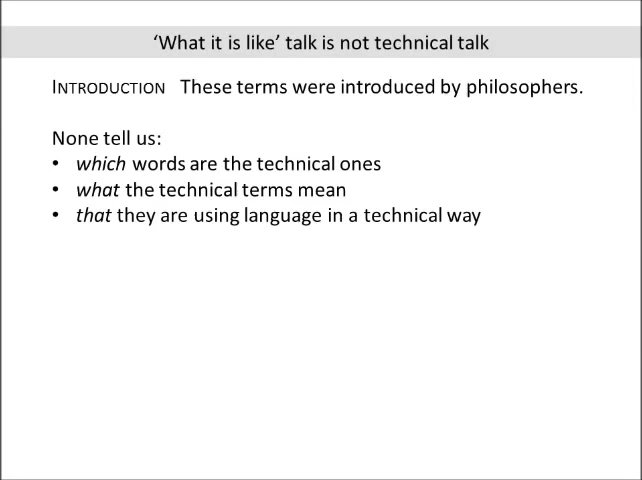 ‘What it is like’ talk is not technical talk
INTRODUCTION These terms were introduced by philosophers.
None tell us:
• which words are the technical ones
• what the technical terms mean
• that they are using language in a technical way